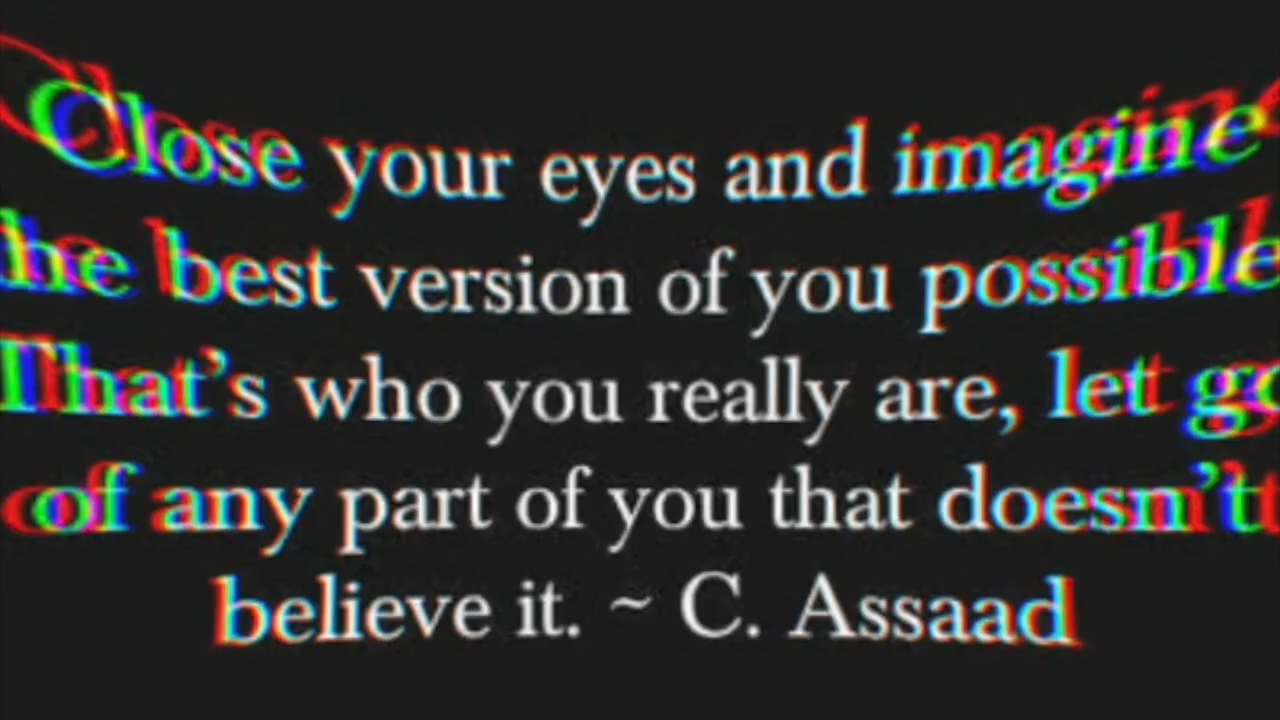 Close your eyes and imagine
he best version of you possible
That's who you really are, let go
of any part of you that doesn't
believe it. ~ C. Assaad